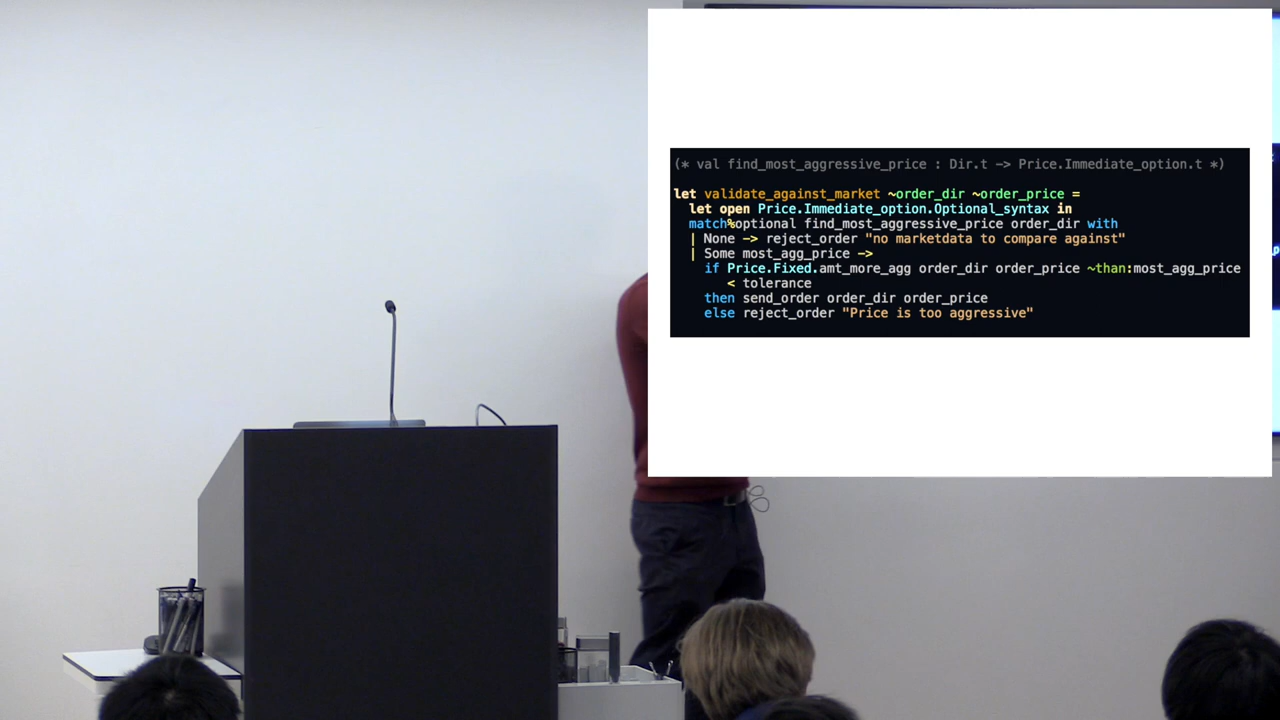 (* val find_most_aggressive_price : Dir.t -> Price.Immediate_option.t *)
let validate_against_market ~order_dir ~order_price =
let open Price.Immediate_option.Optional_syntax in
match%optional find_most_aggressive_price order_dir with
| None -> reject_order "no marketdata to compare against"
| Some most_agg_price ->
if Price.Fixed.amt_more_agg order_dir order_price ~than:most_agg_price
< tolerance
then send_order order_dir order_price
else reject_order "Price is too aggressive"